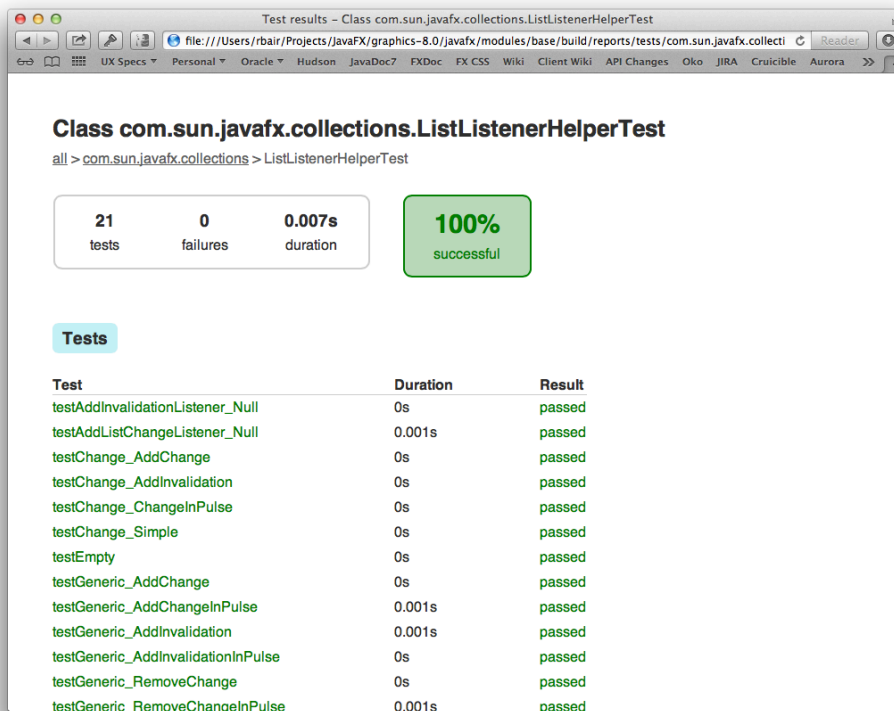 Test results – Class com.sun.javafx.collections.ListListenerHelperTest
file:///Users/rbair/Projects/JavaFX/graphics-8.0/javafx/modules/base/build/reports/tests/com.sun.javafx.collecti Reader
UX Specs Personal Oracle Hudson JavaDoc7 FXDoc FX CSS Wiki Client Wiki API Changes Oko JIRA Crucible Aurora >>
Class com.sun.javafx.collections.ListListenerHelperTest
all > com.sun.javafx.collections > ListListenerHelperTest
21 0 0.007s
tests failures duration
100%
successful
Tests
Test Duration Result
testAddInvalidationListener_Null 0s passed
testAddListChangeListener_Null 0.001s passed
testChange_AddChange 0s passed
testChange_AddInvalidation 0s passed
testChange_ChangeInPulse 0s passed
testChange_Simple 0s passed
testEmpty 0s passed
testGeneric_AddChange 0s passed
testGeneric_AddChangeInPulse 0.001s passed
testGeneric_AddInvalidation 0.001s passed
testGeneric_AddInvalidationInPulse 0s passed
testGeneric_RemoveChange 0s passed
testGeneric_RemoveChangeInPulse 0.001s passed